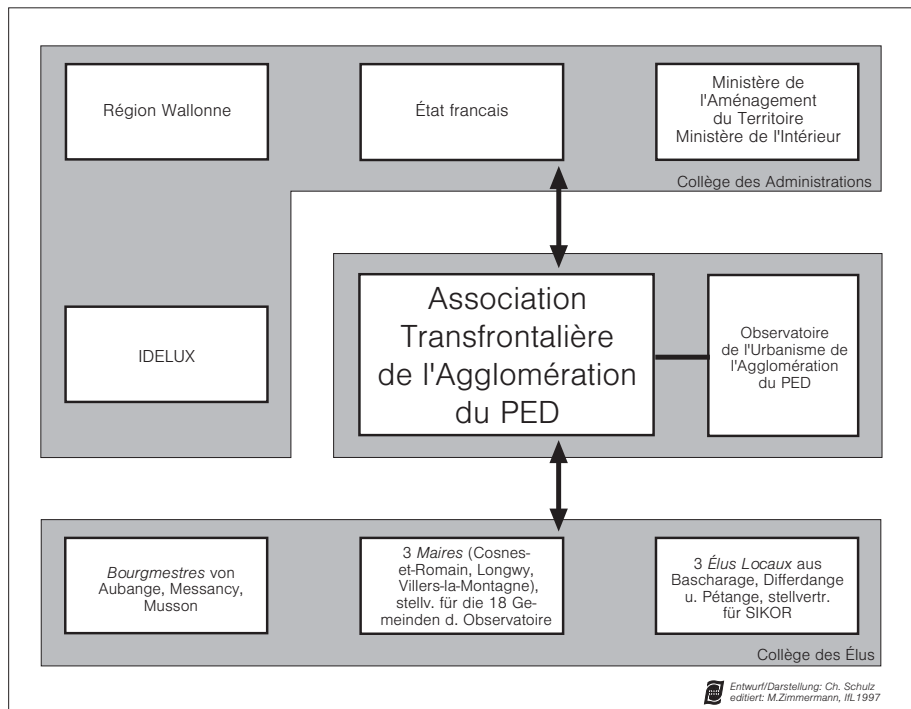 Région Wallonne
État francais
Ministère de
l'Aménagement
du Territoire
Ministère de l'Intérieur
Collège des Administrations
IDELUX
Association
Transfrontalière
de l'Agglomération
du PED
Observatoire
de l'Urbanisme de
l'Agglomération
du PED
Bourgmestres von
Aubange, Messancy,
Musson
3 Maires (Cosnes-
et-Romain, Longwy,
Villers-la-Montagne),
stellv. für die 18 Ge-
meinden d. Observatoire
3 Élus Locaux aus
Bascharage, Differdange
u. Pétange, stellvertr.
für SIKOR
Collège des Élus
Entwurf/Darstellung: Ch. Schulz
editiert: M.Zimmermann, IfL1997